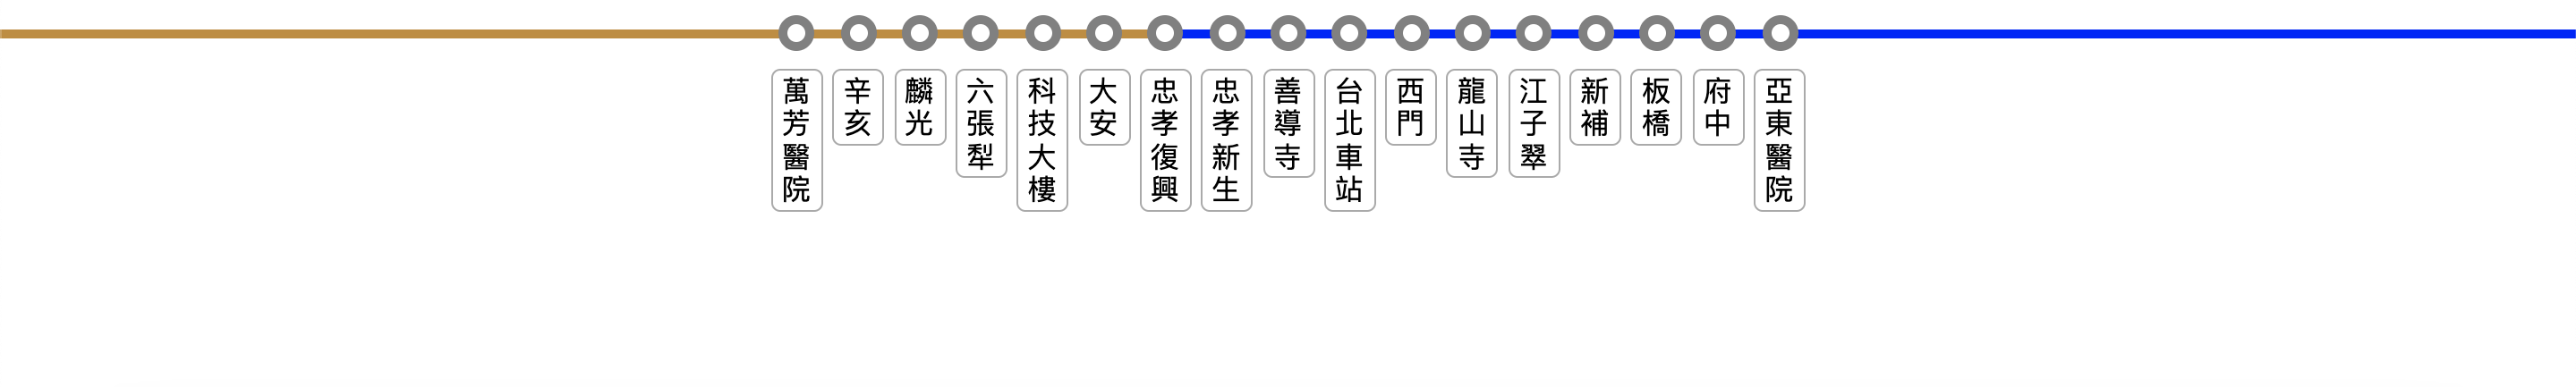 萬芳醫院
辛亥
麟光
六張犁
科技大樓
大安
忠孝復興
忠孝新生
善導寺
台北車站
西門
龍山寺
江子翠
新補
板橋
府中
亞東醫院